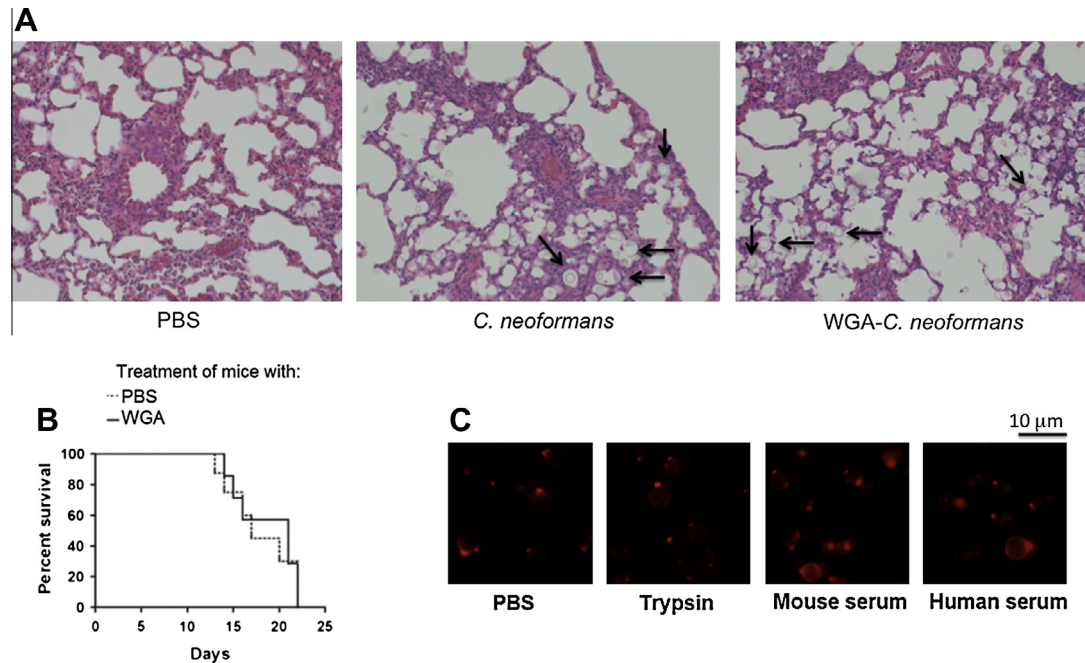 A
PBS
C. neoformans
WGA-C. neoformans
Treatment of mice with:
PBS
WGA
B
100
80
60
40
20
0
Percent survival
0 5 10 15 20 25
Days
C
10 μm
PBS
Trypsin
Mouse serum
Human serum